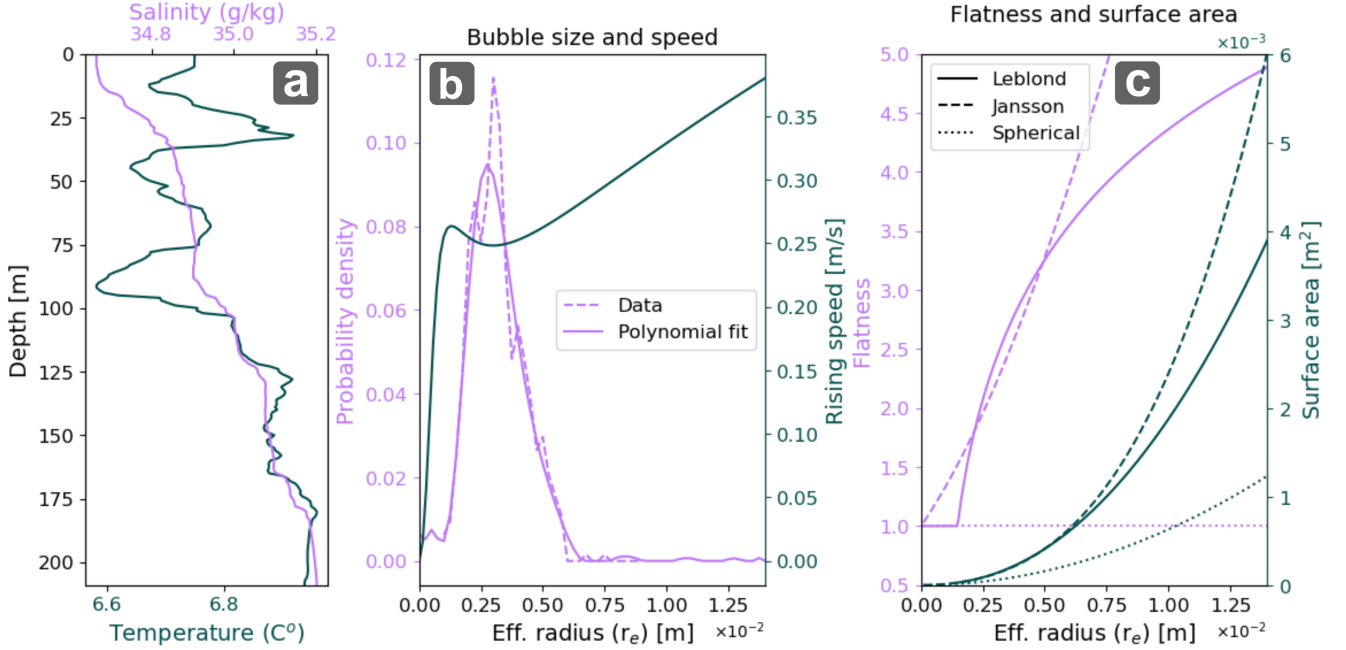 Salinity (g/kg)
34.8 35.0 35.2
a
0
25
50
75
100
125
150
175
200
Depth [m]
6.6 6.8
Temperature (Cº)
Bubble size and speed
b
0.12
0.10
0.08
0.06
0.04
0.02
0.00
Probability density
Data
Polynomial fit
0.35
0.30
0.25
0.20
0.15
0.10
0.05
0.00
Rising speed [m/s]
0.00 0.25 0.50 0.75 1.00
Eff. radius (rₑ) [m] ×10⁻²
Flatness and surface area
×10⁻³
c
Leblond
Jansson
Spherical
5.0
4.5
4.0
3.5
3.0
2.5
2.0
1.5
1.0
0.5
Flatness
6
5
4
3
2
1
0
Surface area [m²]
0.00 0.25 0.50 0.75 1.00
Eff. radius (rₑ) [m] ×10⁻²